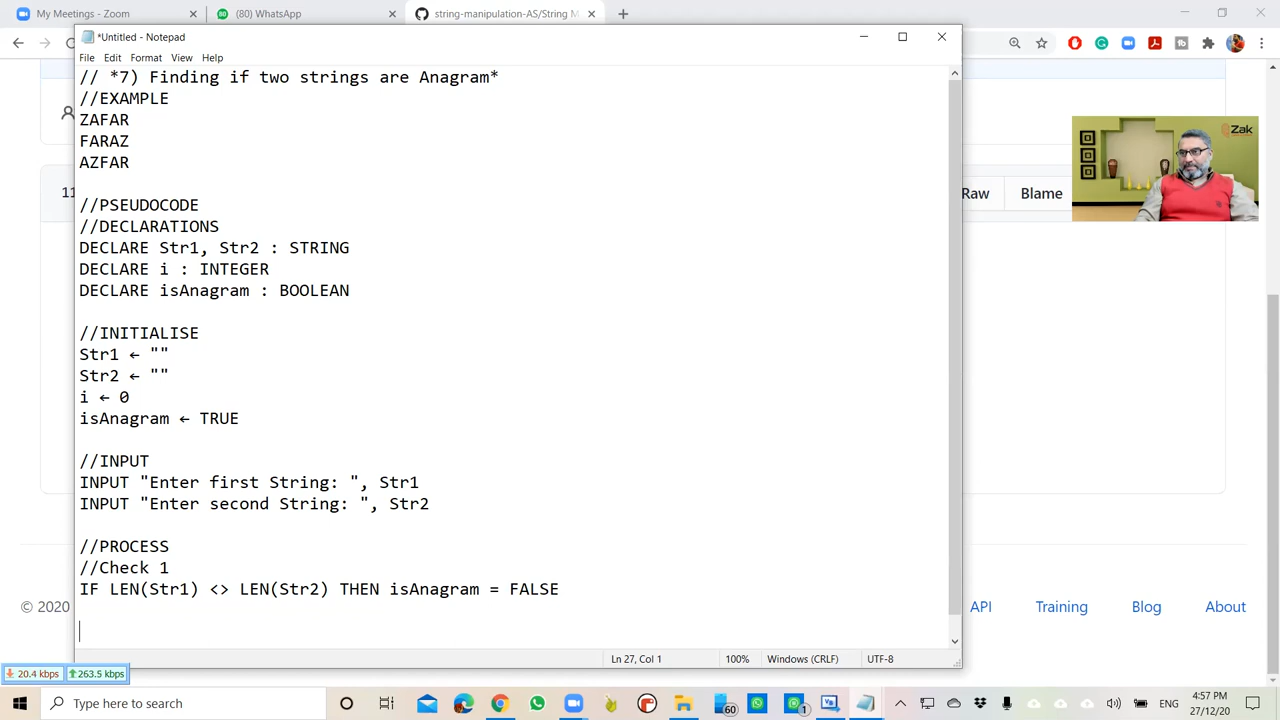 My Meetings - Zoom
(80) WhatsApp
string-manipulation-AS/String M
*Untitled - Notepad
File Edit Format View Help
// *7) Finding if two strings are Anagram*
//EXAMPLE
ZAFAR
FARAZ
AZFAR
//PSEUDOCODE
//DECLARATIONS
DECLARE Str1, Str2 : STRING
DECLARE i : INTEGER
DECLARE isAnagram : BOOLEAN
//INITIALISE
Str1 ← ""
Str2 ← ""
i ← 0
isAnagram ← TRUE
//INPUT
INPUT "Enter first String: ", Str1
INPUT "Enter second String: ", Str2
//PROCESS
//Check 1
IF LEN(Str1) <> LEN(Str2) THEN isAnagram = FALSE
Ln 27, Col 1 100% Windows (CRLF) UTF-8
11
Raw Blame
Zak
© 2020
API Training Blog About
20.4 kbps 263.5 kbps
Type here to search
60
1
ENG
4:57 PM
27/12/20